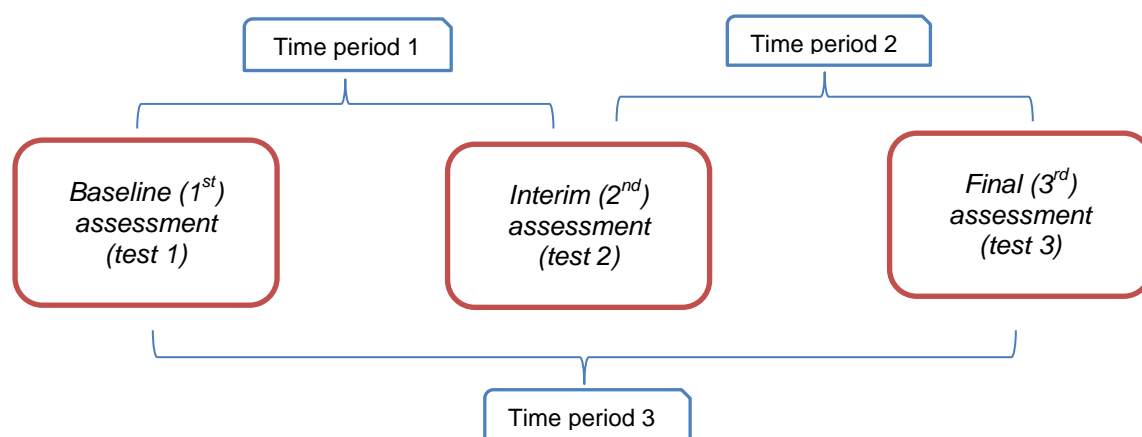 Time period 1
Time period 2
Baseline (1st)
assessment
(test 1)
Interim (2nd)
assessment
(test 2)
Final (3rd)
assessment
(test 3)
Time period 3